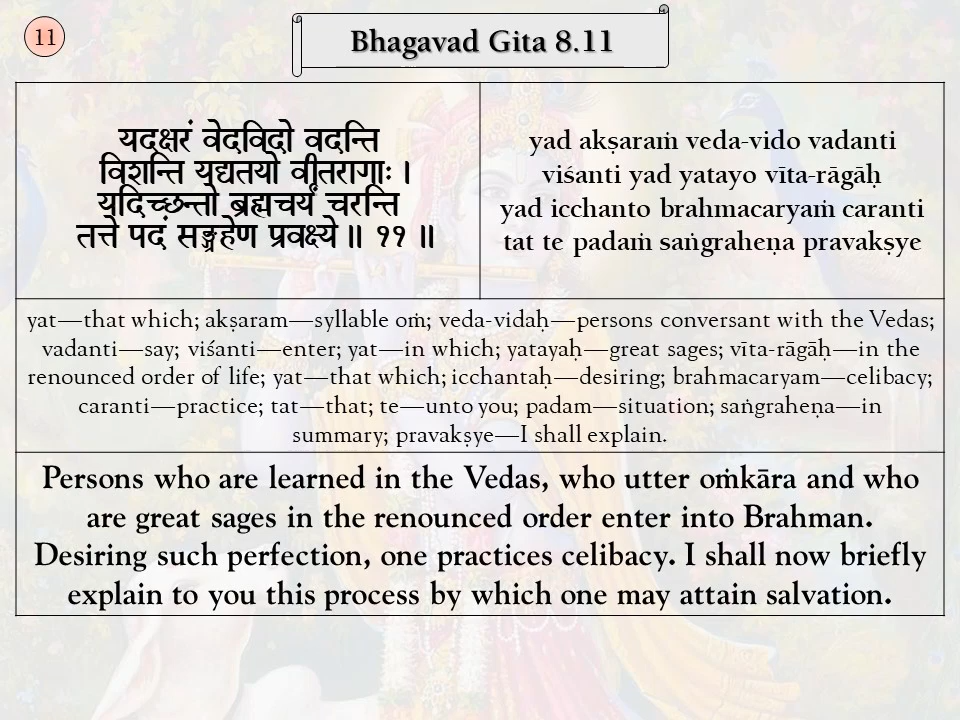 11
Bhagavad Gita 8.11
यदक्षरं वेदविदो वदन्ति
विशन्ति यद्यतयो वीतरागाः ।
यदिच्छन्तो ब्रह्मचर्यं चरन्ति
तत्ते पदं सङ्ग्रहेण प्रवक्ष्ये ॥ ११ ॥
yad akṣaraṁ veda-vido vadanti
viśanti yad yatayo vīta-rāgāḥ
yad icchanto brahmacaryaṁ caranti
tat te padaṁ saṅgraheṇa pravakṣye
yat—that which; akṣaram—syllable oṁ; veda-vidaḥ—persons conversant with the Vedas;
vadanti—say; viśanti—enter; yat—in which; yatayaḥ—great sages; vīta-rāgāḥ—in the
renounced order of life; yat—that which; icchantaḥ—desiring; brahmacaryam—celibacy;
caranti—practice; tat—that; te—unto you; padam—situation; saṅgraheṇa—in
summary; pravakṣye—I shall explain.
Persons who are learned in the Vedas, who utter oṁkāra and who
are great sages in the renounced order enter into Brahman.
Desiring such perfection, one practices celibacy. I shall now briefly
explain to you this process by which one may attain salvation.